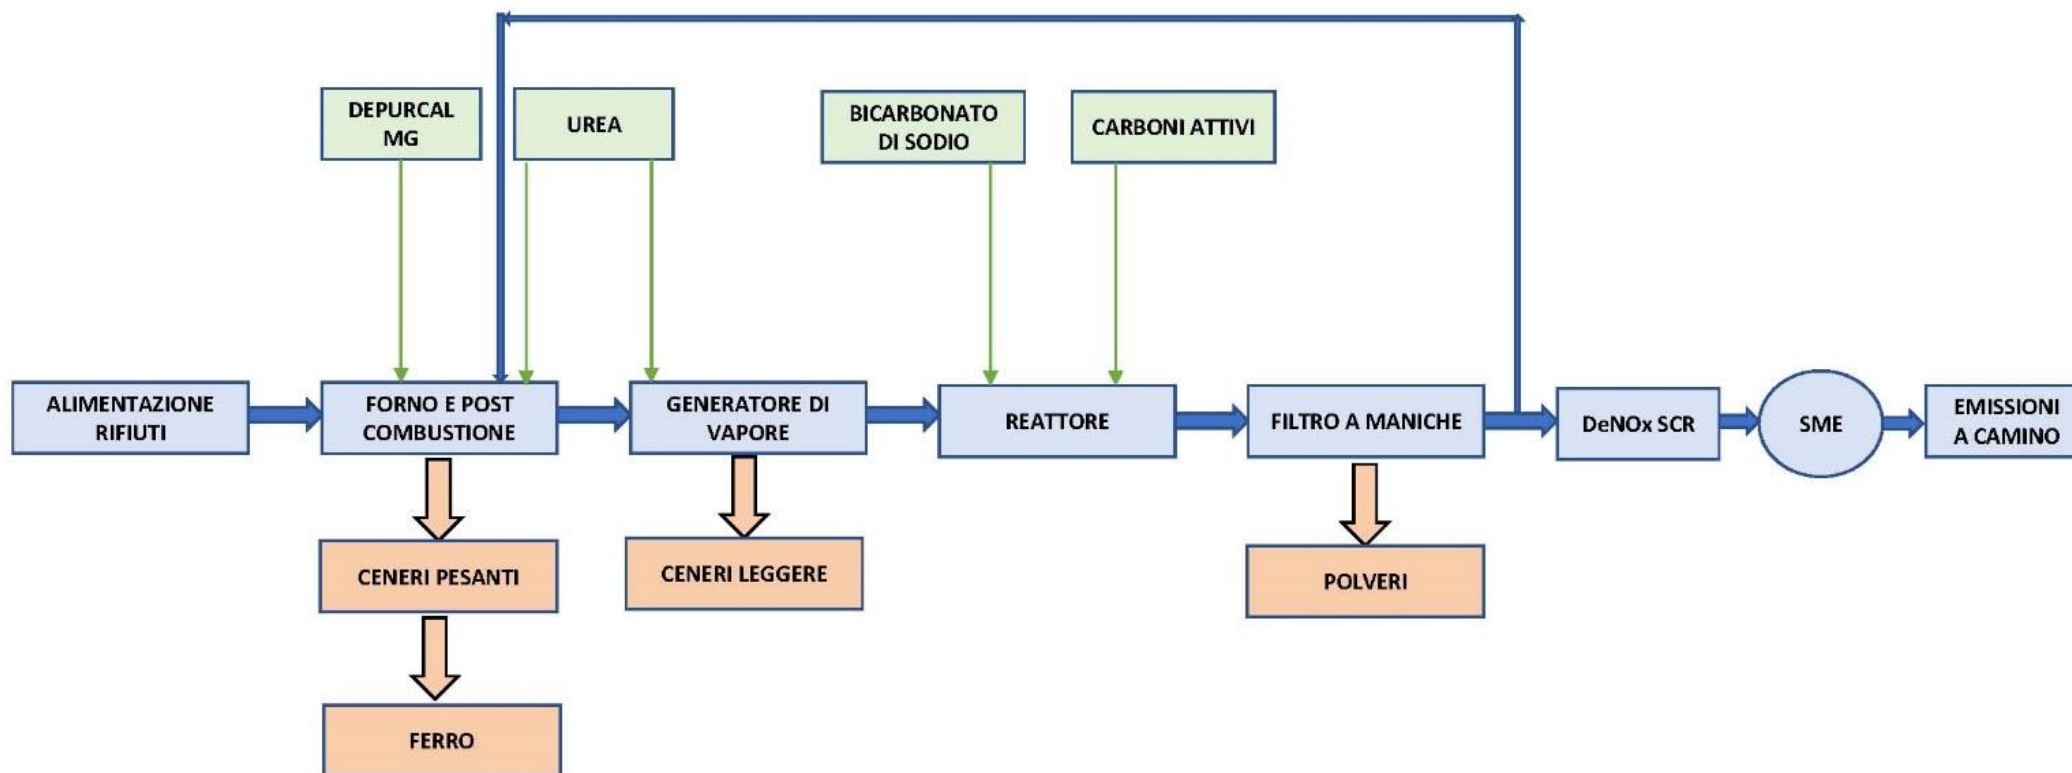 DEPURCAL
MG
UREA
BICARBONATO
DI SODIO
CARBONI ATTIVI
ALIMENTAZIONE
RIFIUTI
FORNO E POST
COMBUSTIONE
GENERATORE DI
VAPORE
REATTORE
FILTRO A MANICHE
DeNOx SCR
SME
EMISSIONI
A CAMINO
CENERI PESANTI
CENERI LEGGERE
POLVERI
FERRO